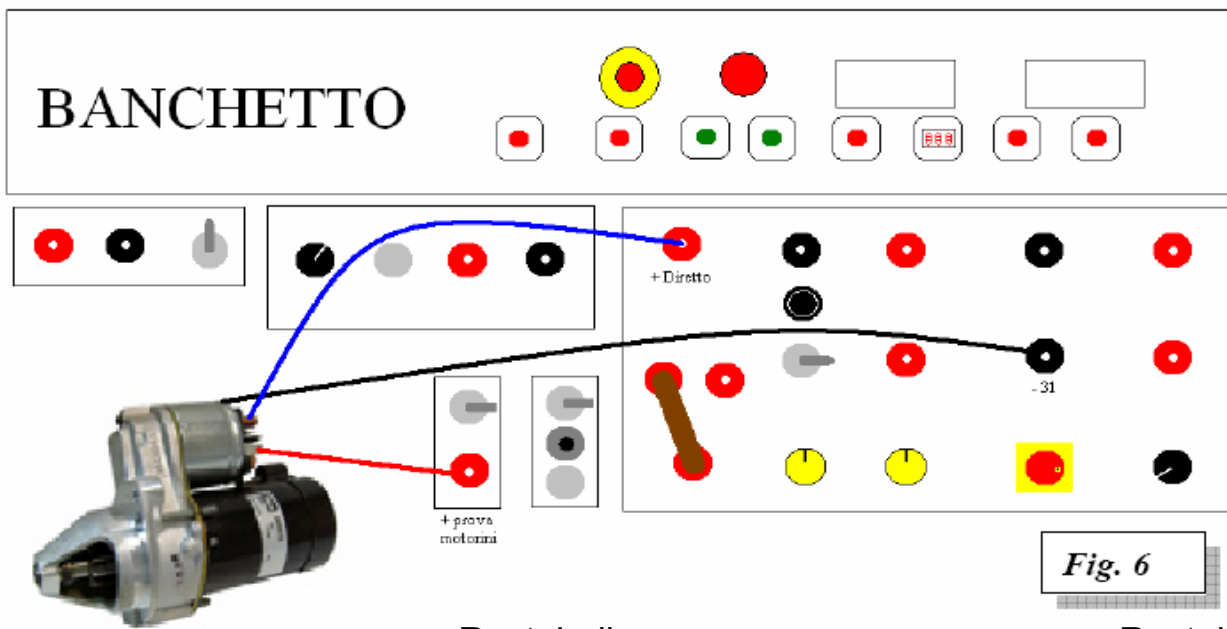 BANCHETTO
+ Diretto
- 31
+ prova
motorini
Fig. 6